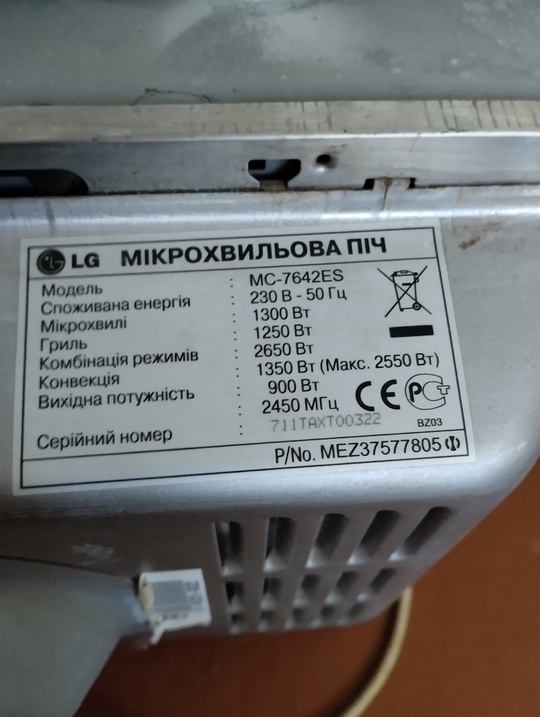 LG МІКРОХВИЛЬОВА ПІЧ
Модель : MC-7642ES
Споживана енергія : 230 В - 50 Гц
Мікрохвилі : 1300 Вт
Гриль : 1250 Вт
Комбінація режимів : 2650 Вт
Конвекція : 1350 Вт (Макс. 2550 Вт)
Вихідна потужність : 900 Вт
: 2450 МГц
Серійний номер : 711TAXT00322
CE
BZ03
P/No. MEZ37577805